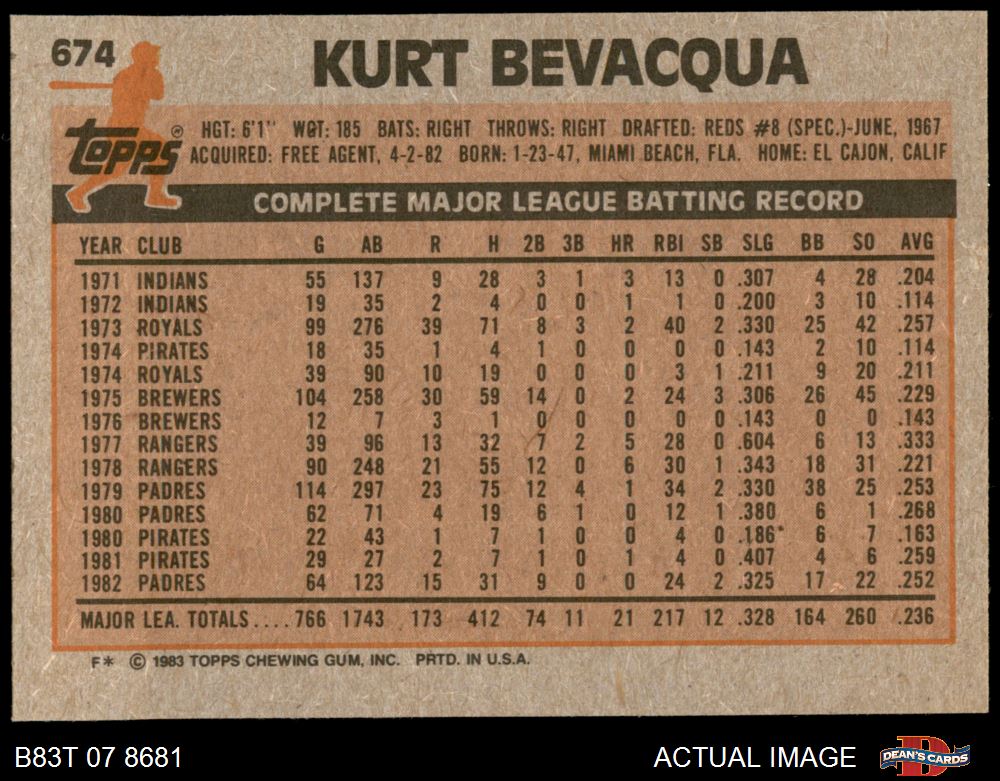 674
KURT BEVACQUA
Topps®
HGT: 6'1" WGT: 185 BATS: RIGHT THROWS: RIGHT DRAFTED: REDS #8 (SPEC.)-JUNE, 1967
ACQUIRED: FREE AGENT, 4-2-82 BORN: 1-23-47, MIAMI BEACH, FLA. HOME: EL CAJON, CALIF
COMPLETE MAJOR LEAGUE BATTING RECORD
YEAR CLUB G AB R H 2B 3B HR RBI SB SLG BB SO AVG
1971 INDIANS 55 137 9 28 3 1 3 13 0 .307 4 28 .204
1972 INDIANS 19 35 2 4 0 0 1 1 0 .200 3 10 .114
1973 ROYALS 99 276 39 71 8 3 2 40 2 .330 25 42 .257
1974 PIRATES 18 35 1 4 1 0 0 0 0 .143 2 10 .114
1974 ROYALS 39 90 10 19 0 0 0 3 1 .211 9 20 .211
1975 BREWERS 104 258 30 59 14 0 2 24 3 .306 26 45 .229
1976 BREWERS 12 7 3 1 0 0 0 0 0 .143 0 0 .143
1977 RANGERS 39 96 13 32 7 2 5 28 0 .604 6 13 .333
1978 RANGERS 90 248 21 55 12 0 6 30 1 .343 18 31 .221
1979 PADRES 114 297 23 75 12 4 1 34 2 .330 38 25 .253
1980 PADRES 62 71 4 19 6 1 0 12 1 .380 6 1 .268
1980 PIRATES 22 43 1 7 1 0 0 4 0 .186* 6 7 .163
1981 PIRATES 29 27 2 7 1 0 1 4 0 .407 4 6 .259
1982 PADRES 64 123 15 31 9 0 0 24 2 .325 17 22 .252
MAJOR LEA. TOTALS.... 766 1743 173 412 74 11 21 217 12 .328 164 260 .236
F* © 1983 TOPPS CHEWING GUM, INC. PRTD. IN U.S.A.
B83T 07 8681
ACTUAL IMAGE
DEAN'S CARDS